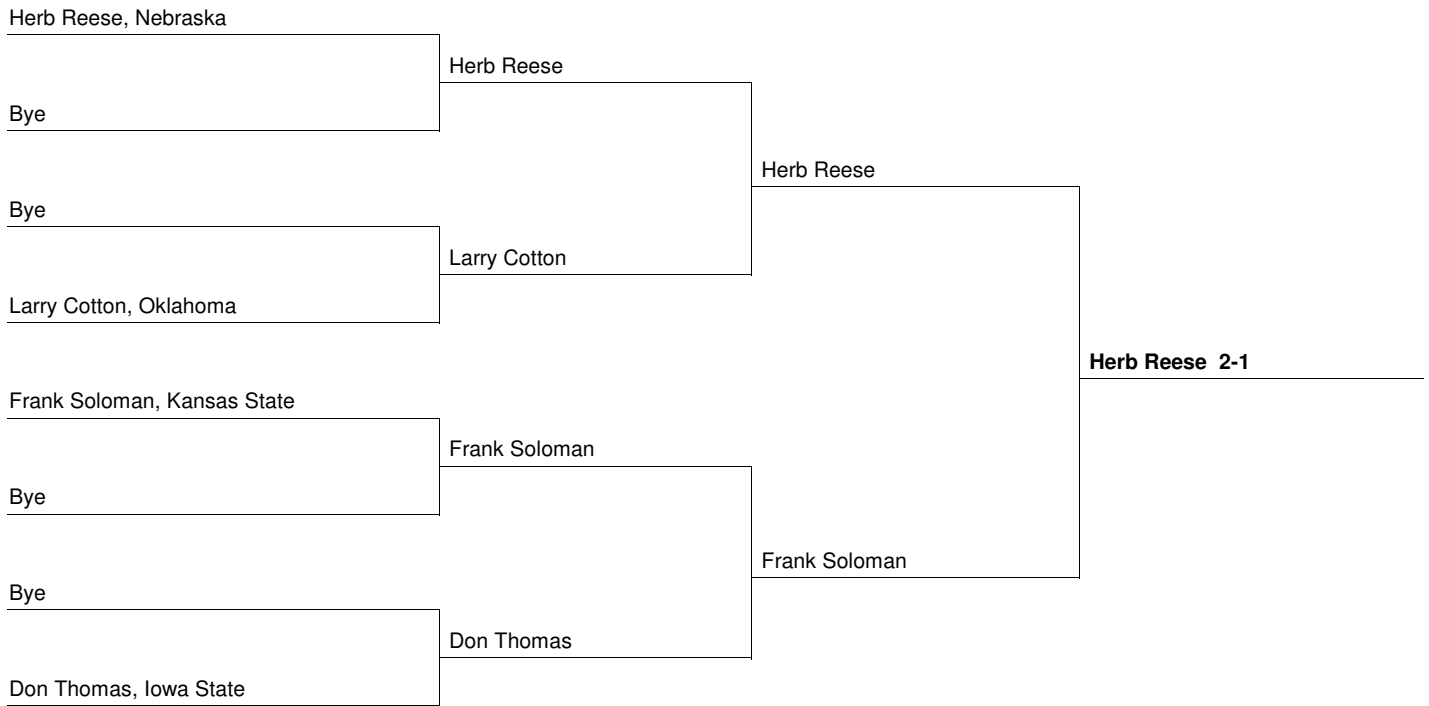 Herb Reese, Nebraska
Herb Reese
Bye
Herb Reese
Bye
Larry Cotton
Larry Cotton, Oklahoma
Herb Reese  2-1
Frank Soloman, Kansas State
Frank Soloman
Bye
Frank Soloman
Bye
Don Thomas
Don Thomas, Iowa State